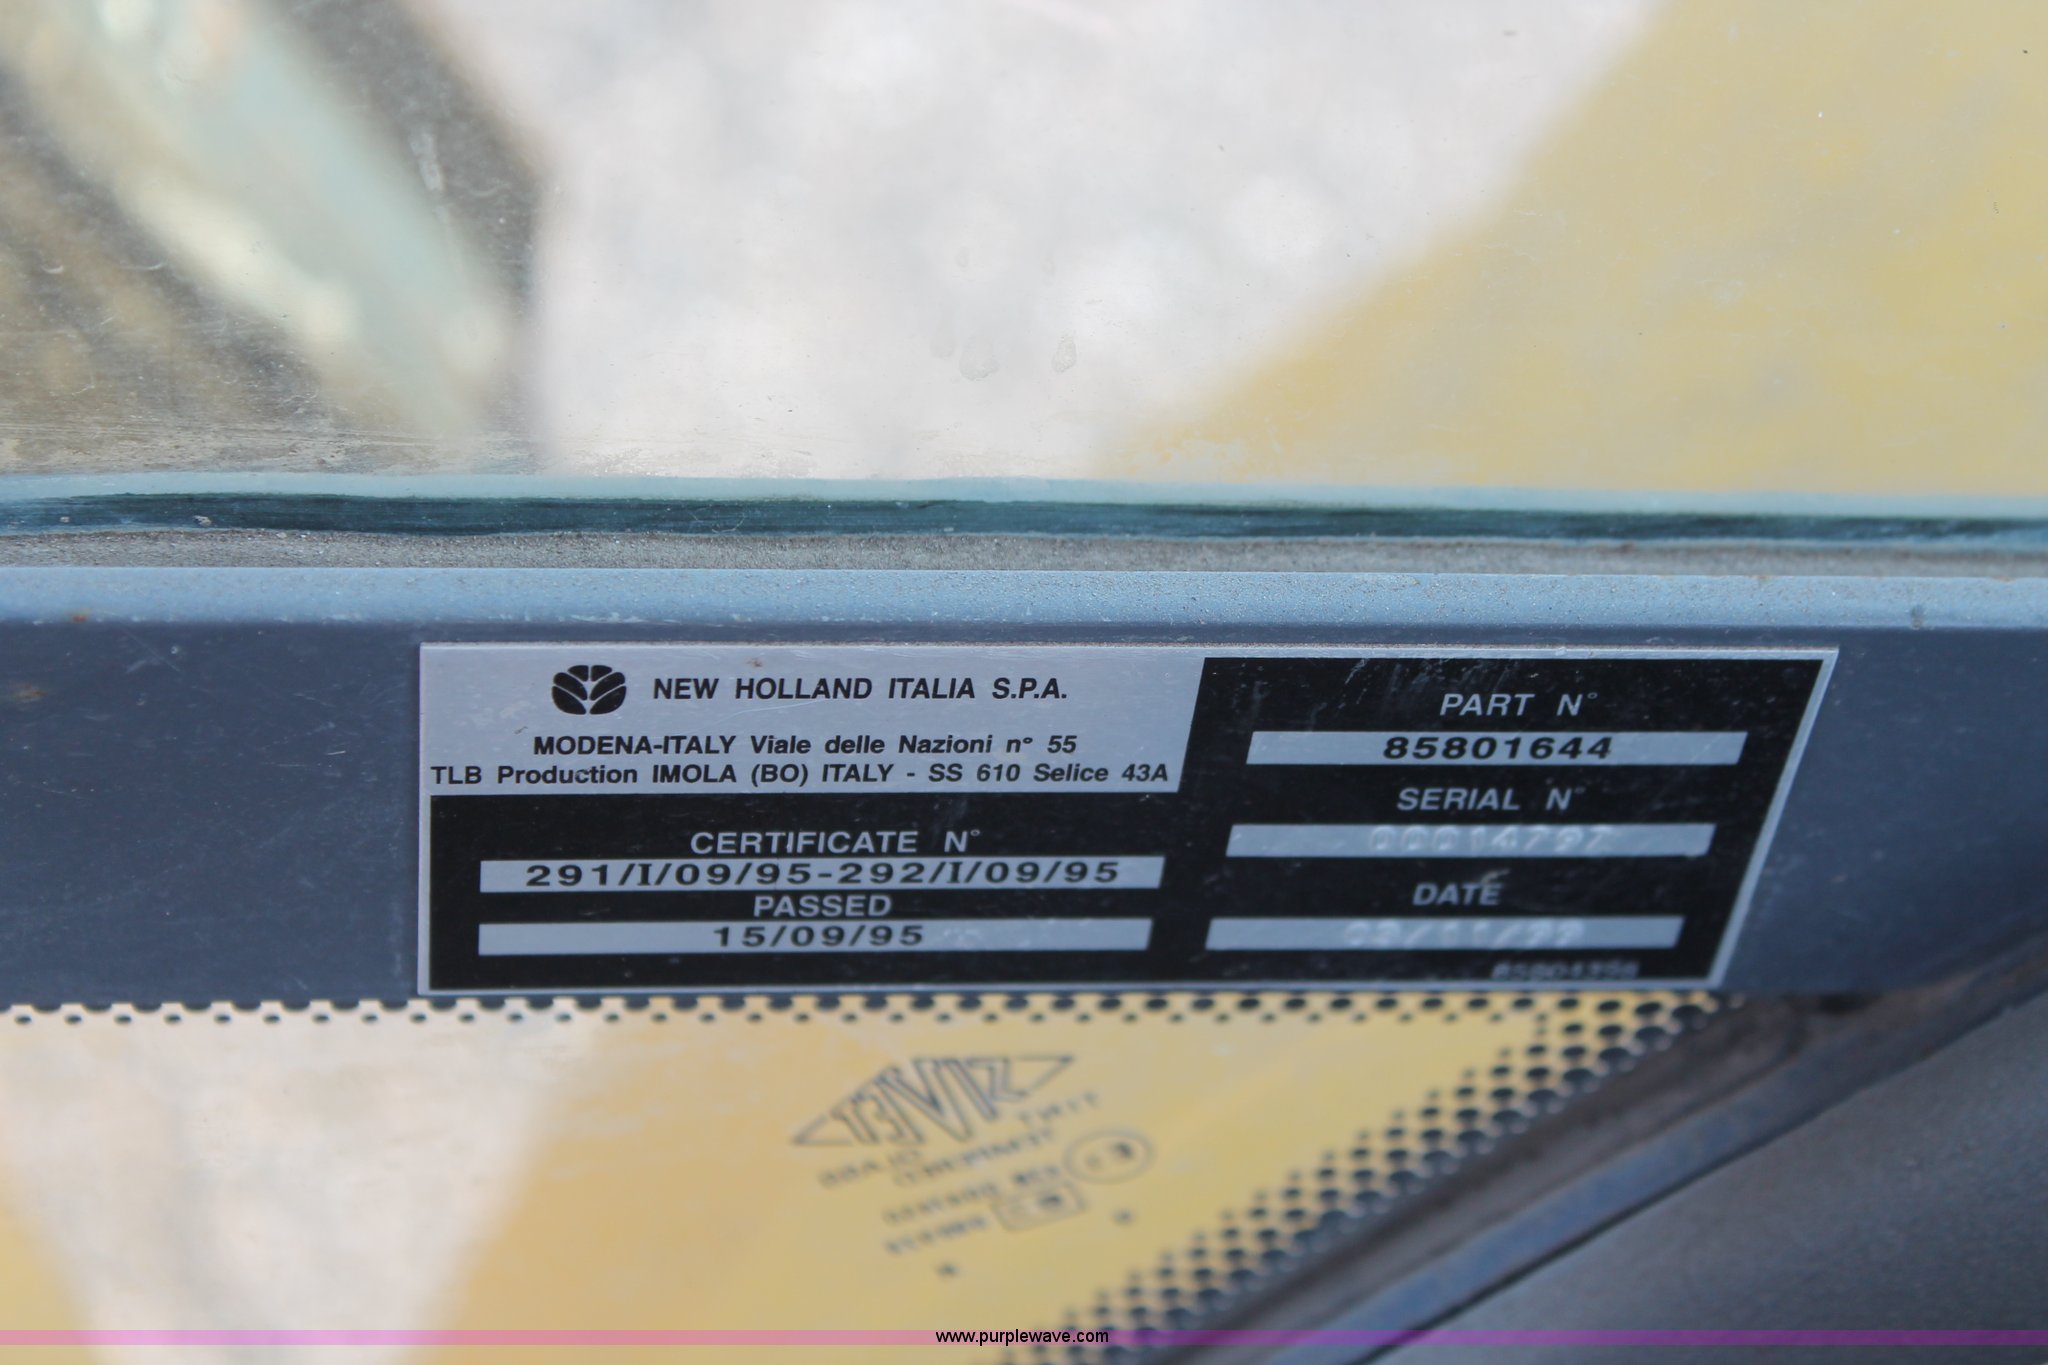 NEW HOLLAND ITALIA S.P.A.
MODENA-ITALY Viale delle Nazioni n° 55
TLB Production IMOLA (BO) ITALY - SS 610 Selice 43A
CERTIFICATE N°
291/I/09/95-292/I/09/95
PASSED
15/09/95
PART N°
85801644
SERIAL N°
00014797
DATE
www.purplewave.com